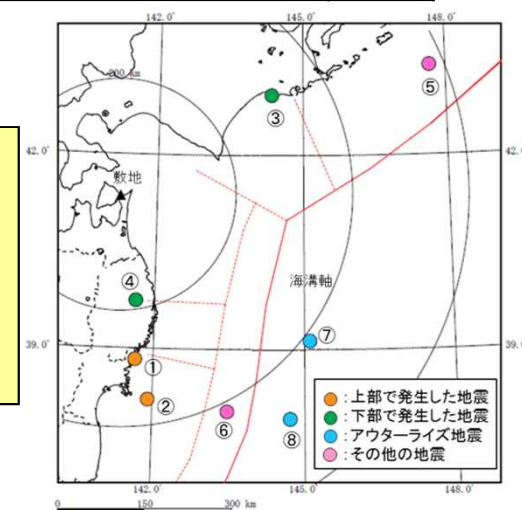 142.0゜ 145.0゜ 148.0゜
200 km
⑤
③
42.0゜ 42.0゜
敷地
④
海溝軸
⑦
39.0゜ 39.0゜
①
②
⑥
⑧
：上部で発生した地震
：下部で発生した地震
：アウターライズ地震
：その他の地震
142.0゜ 145.0゜ 148.0゜
0 150 300 km